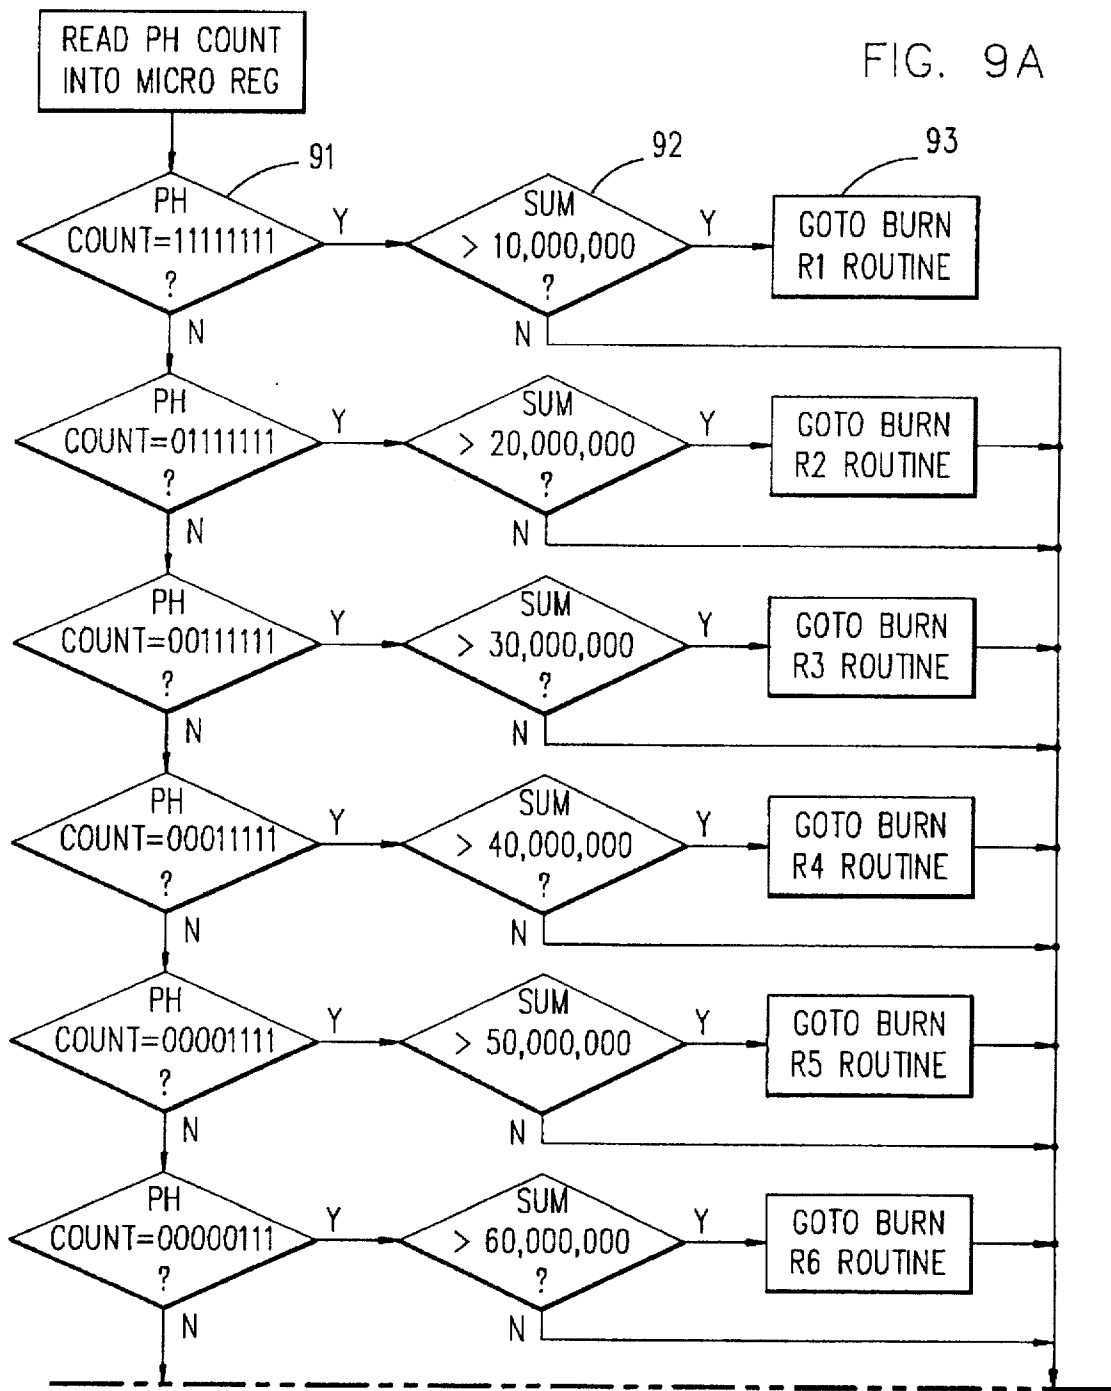 READ PH COUNT
INTO MICRO REG
FIG. 9A
91
92
93
PH
COUNT=11111111
?
Y
N
SUM
> 10,000,000
?
Y
N
GOTO BURN
R1 ROUTINE
PH
COUNT=01111111
?
Y
N
SUM
> 20,000,000
?
Y
N
GOTO BURN
R2 ROUTINE
PH
COUNT=00111111
?
Y
N
SUM
> 30,000,000
?
Y
N
GOTO BURN
R3 ROUTINE
PH
COUNT=00011111
?
Y
N
SUM
> 40,000,000
?
Y
N
GOTO BURN
R4 ROUTINE
PH
COUNT=00001111
?
Y
N
SUM
> 50,000,000
?
Y
N
GOTO BURN
R5 ROUTINE
PH
COUNT=00000111
?
Y
N
SUM
> 60,000,000
?
Y
N
GOTO BURN
R6 ROUTINE